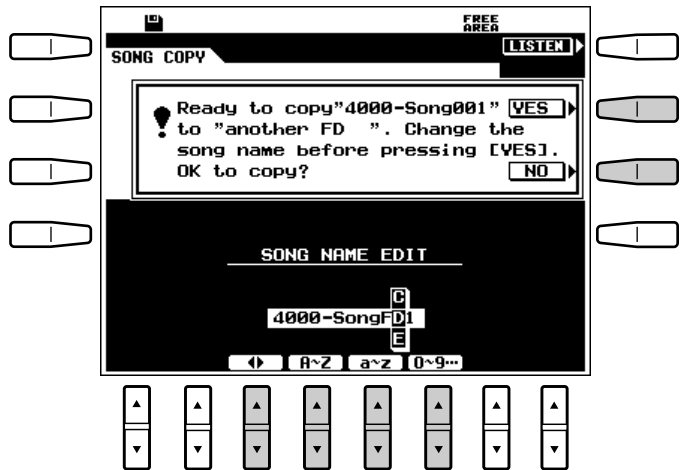 FREE
AREA
LISTEN
SONG COPY
Ready to copy"4000-Song001" YES
to "another FD  ". Change the
song name before pressing [YES].
OK to copy? NO
SONG NAME EDIT
C
4000-SongFD1
E
A~Z a~z 0~9···